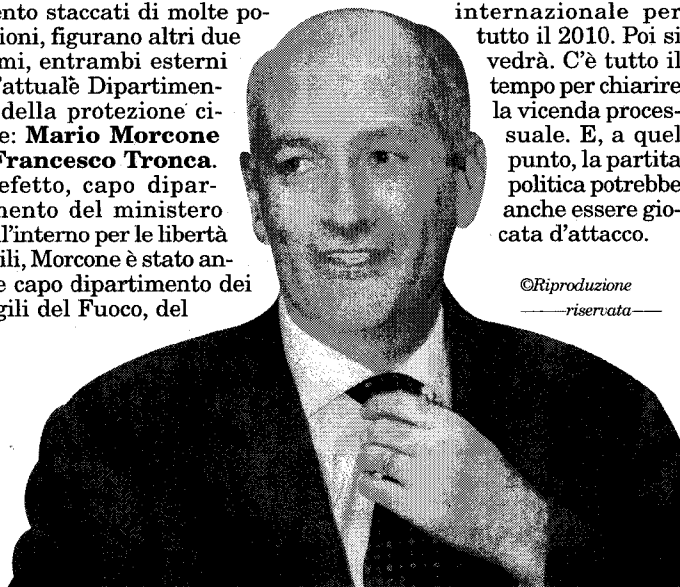 ento staccati di molte po-
ioni, figurano altri due
mi, entrambi esterni
l'attuale Dipartimen-
della protezione ci-
e: Mario Morcone
Francesco Tronca.
efetto, capo dipar-
mento del ministero
ll'interno per le libertà
ili, Morcone è stato an-
e capo dipartimento dei
gili del Fuoco, del
internazionale per
tutto il 2010. Poi si
vedrà. C'è tutto il
tempo per chiarire
la vicenda proces-
suale. E, a quel
punto, la partita
politica potrebbe
anche essere gio-
cata d'attacco.
©Riproduzione
riservata